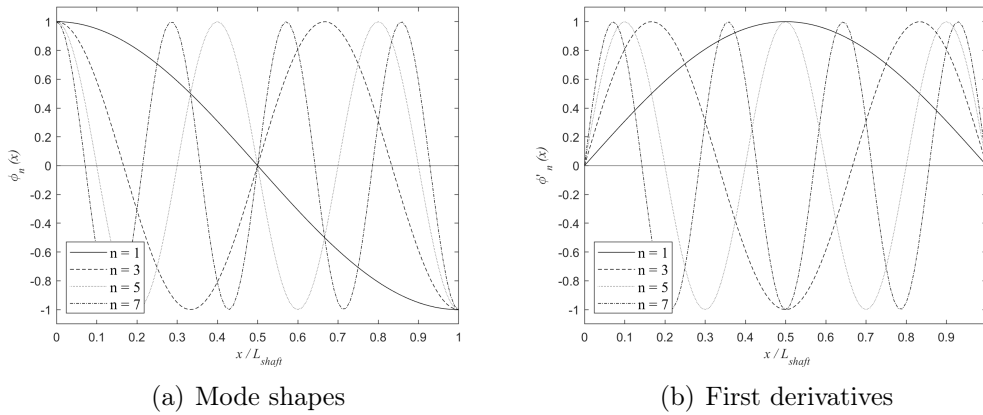 1
0.8
0.6
0.4
0.2
0
-0.2
-0.4
-0.6
-0.8
-1
ϕn (x)
n = 1
n = 3
n = 5
n = 7
0 0.1 0.2 0.3 0.4 0.5 0.6 0.7 0.8 0.9 1
x / Lshaft
(a) Mode shapes
1
0.8
0.6
0.4
0.2
0
-0.2
-0.4
-0.6
-0.8
-1
ϕ'n (x)
n = 1
n = 3
n = 5
n = 7
0 0.1 0.2 0.3 0.4 0.5 0.6 0.7 0.8 0.9
x / Lshaft
(b) First derivatives